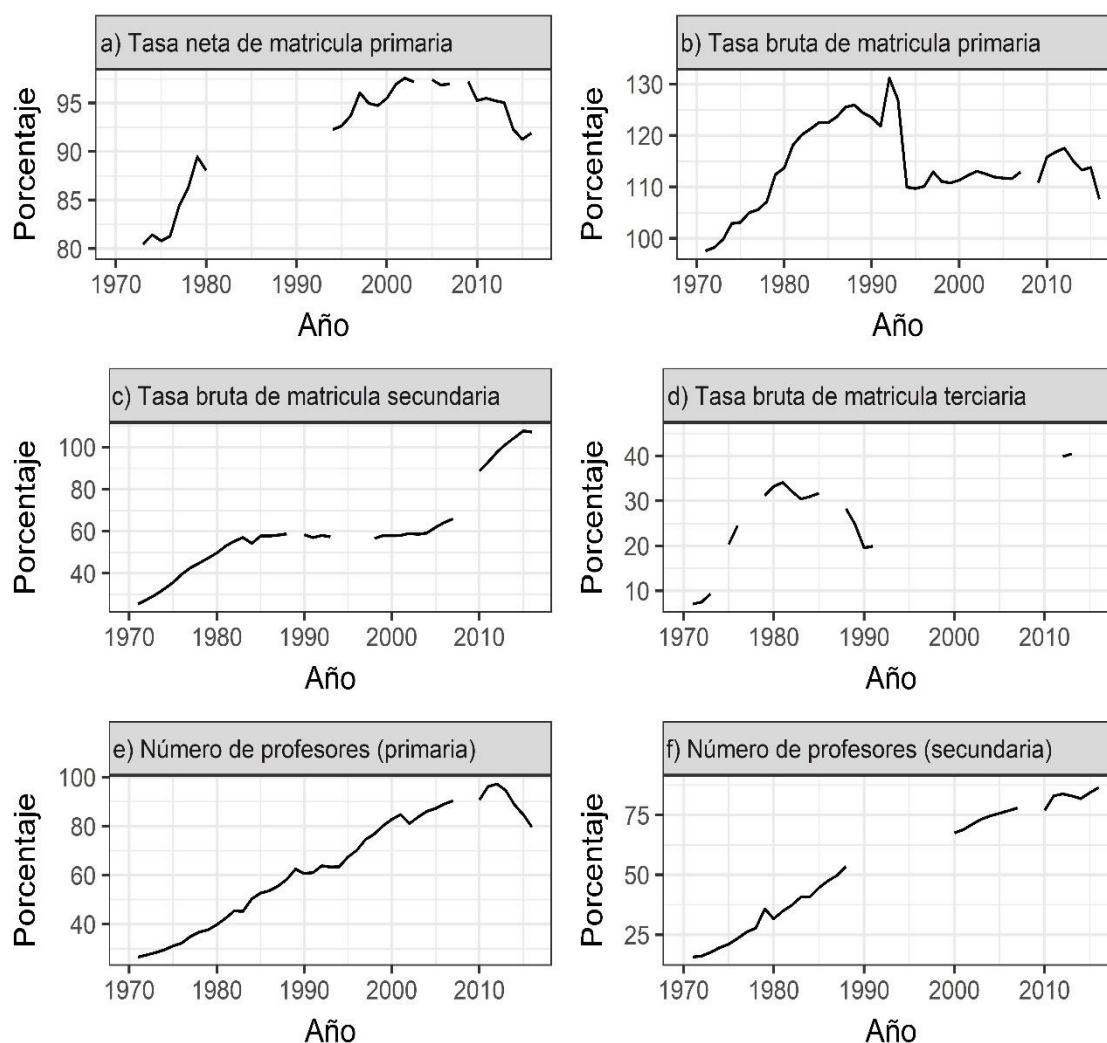 a) Tasa neta de matricula primaria
Porcentaje
95
90
85
80
1970 1980 1990 2000 2010
Año
b) Tasa bruta de matricula primaria
Porcentaje
130
120
110
100
1970 1980 1990 2000 2010
Año
c) Tasa bruta de matricula secundaria
Porcentaje
100
80
60
40
1970 1980 1990 2000 2010
Año
d) Tasa bruta de matricula terciaria
Porcentaje
40
30
20
10
1970 1980 1990 2000 2010
Año
e) Número de profesores (primaria)
Porcentaje
100
80
60
40
1970 1980 1990 2000 2010
Año
f) Número de profesores (secundaria)
Porcentaje
75
50
25
1970 1980 1990 2000 2010
Año